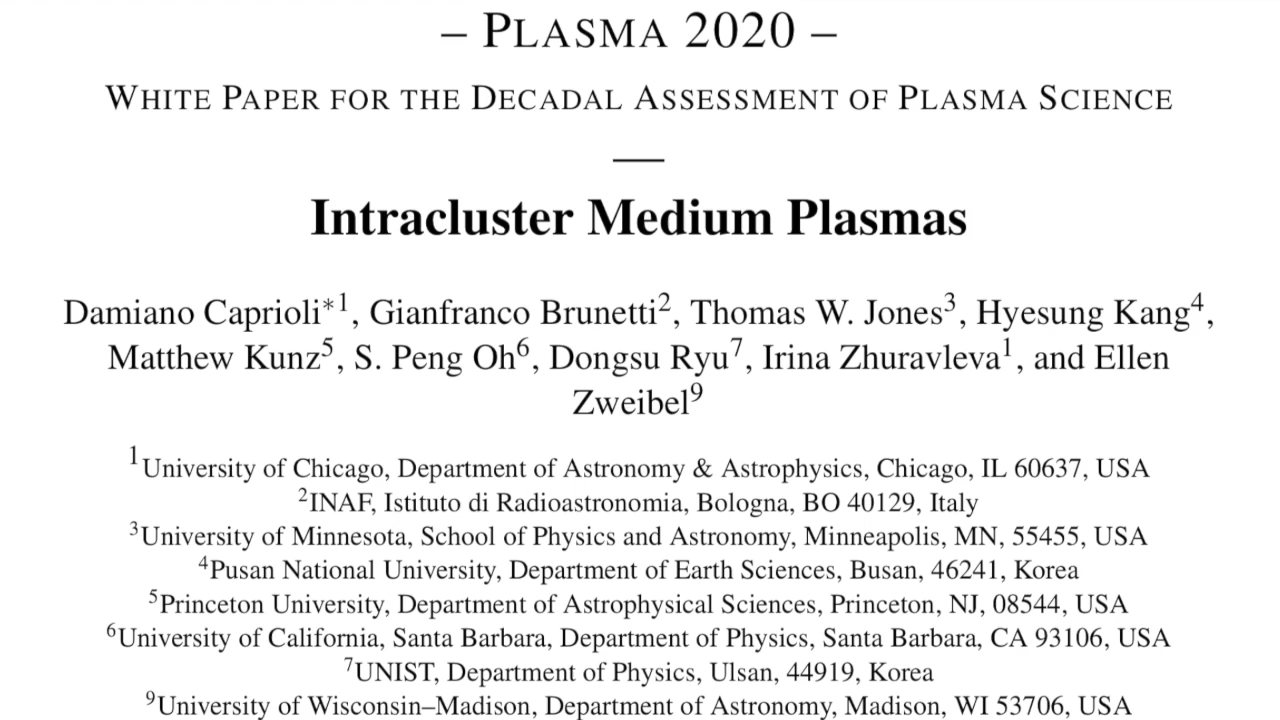 – PLASMA 2020 –
WHITE PAPER FOR THE DECADAL ASSESSMENT OF PLASMA SCIENCE
—
Intracluster Medium Plasmas
Damiano Caprioli*1, Gianfranco Brunetti2, Thomas W. Jones3, Hyesung Kang4,
Matthew Kunz5, S. Peng Oh6, Dongsu Ryu7, Irina Zhuravleva1, and Ellen
Zweibel9
1University of Chicago, Department of Astronomy & Astrophysics, Chicago, IL 60637, USA
2INAF, Istituto di Radioastronomia, Bologna, BO 40129, Italy
3University of Minnesota, School of Physics and Astronomy, Minneapolis, MN, 55455, USA
4Pusan National University, Department of Earth Sciences, Busan, 46241, Korea
5Princeton University, Department of Astrophysical Sciences, Princeton, NJ, 08544, USA
6University of California, Santa Barbara, Department of Physics, Santa Barbara, CA 93106, USA
7UNIST, Department of Physics, Ulsan, 44919, Korea
9University of Wisconsin–Madison, Department of Astronomy, Madison, WI 53706, USA